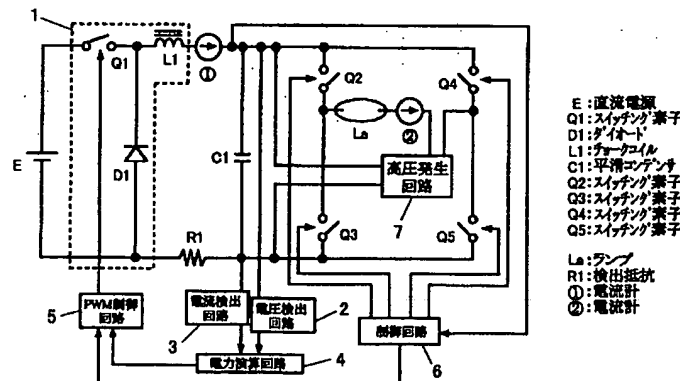 1
Q1
L1
①
E
D1
C1
R1
Q2
Q4
La
②
高圧発生
回路
7
Q3
Q5
5
PWM制御
回路
電流検出
回路
3
電圧検出
回路
2
電力演算回路
4
制御回路
6
E:直流電源
Q1:スイッチング素子
D1:ダイオード
L1:チョークコイル
C1:平滑コンデンサ
Q2:スイッチング素子
Q3:スイッチング素子
Q4:スイッチング素子
Q5:スイッチング素子
La:ランプ
R1:検出抵抗
①:電流計
②:電流計